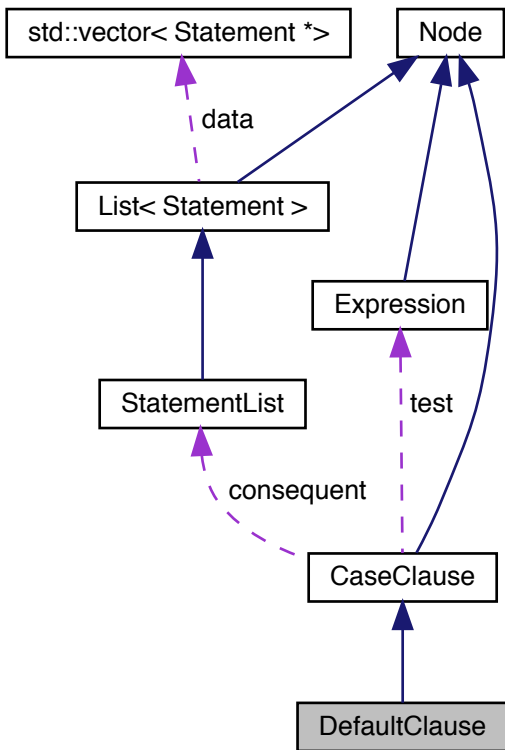 std::vector< Statement *>
Node
data
List< Statement >
Expression
StatementList
test
consequent
CaseClause
DefaultClause